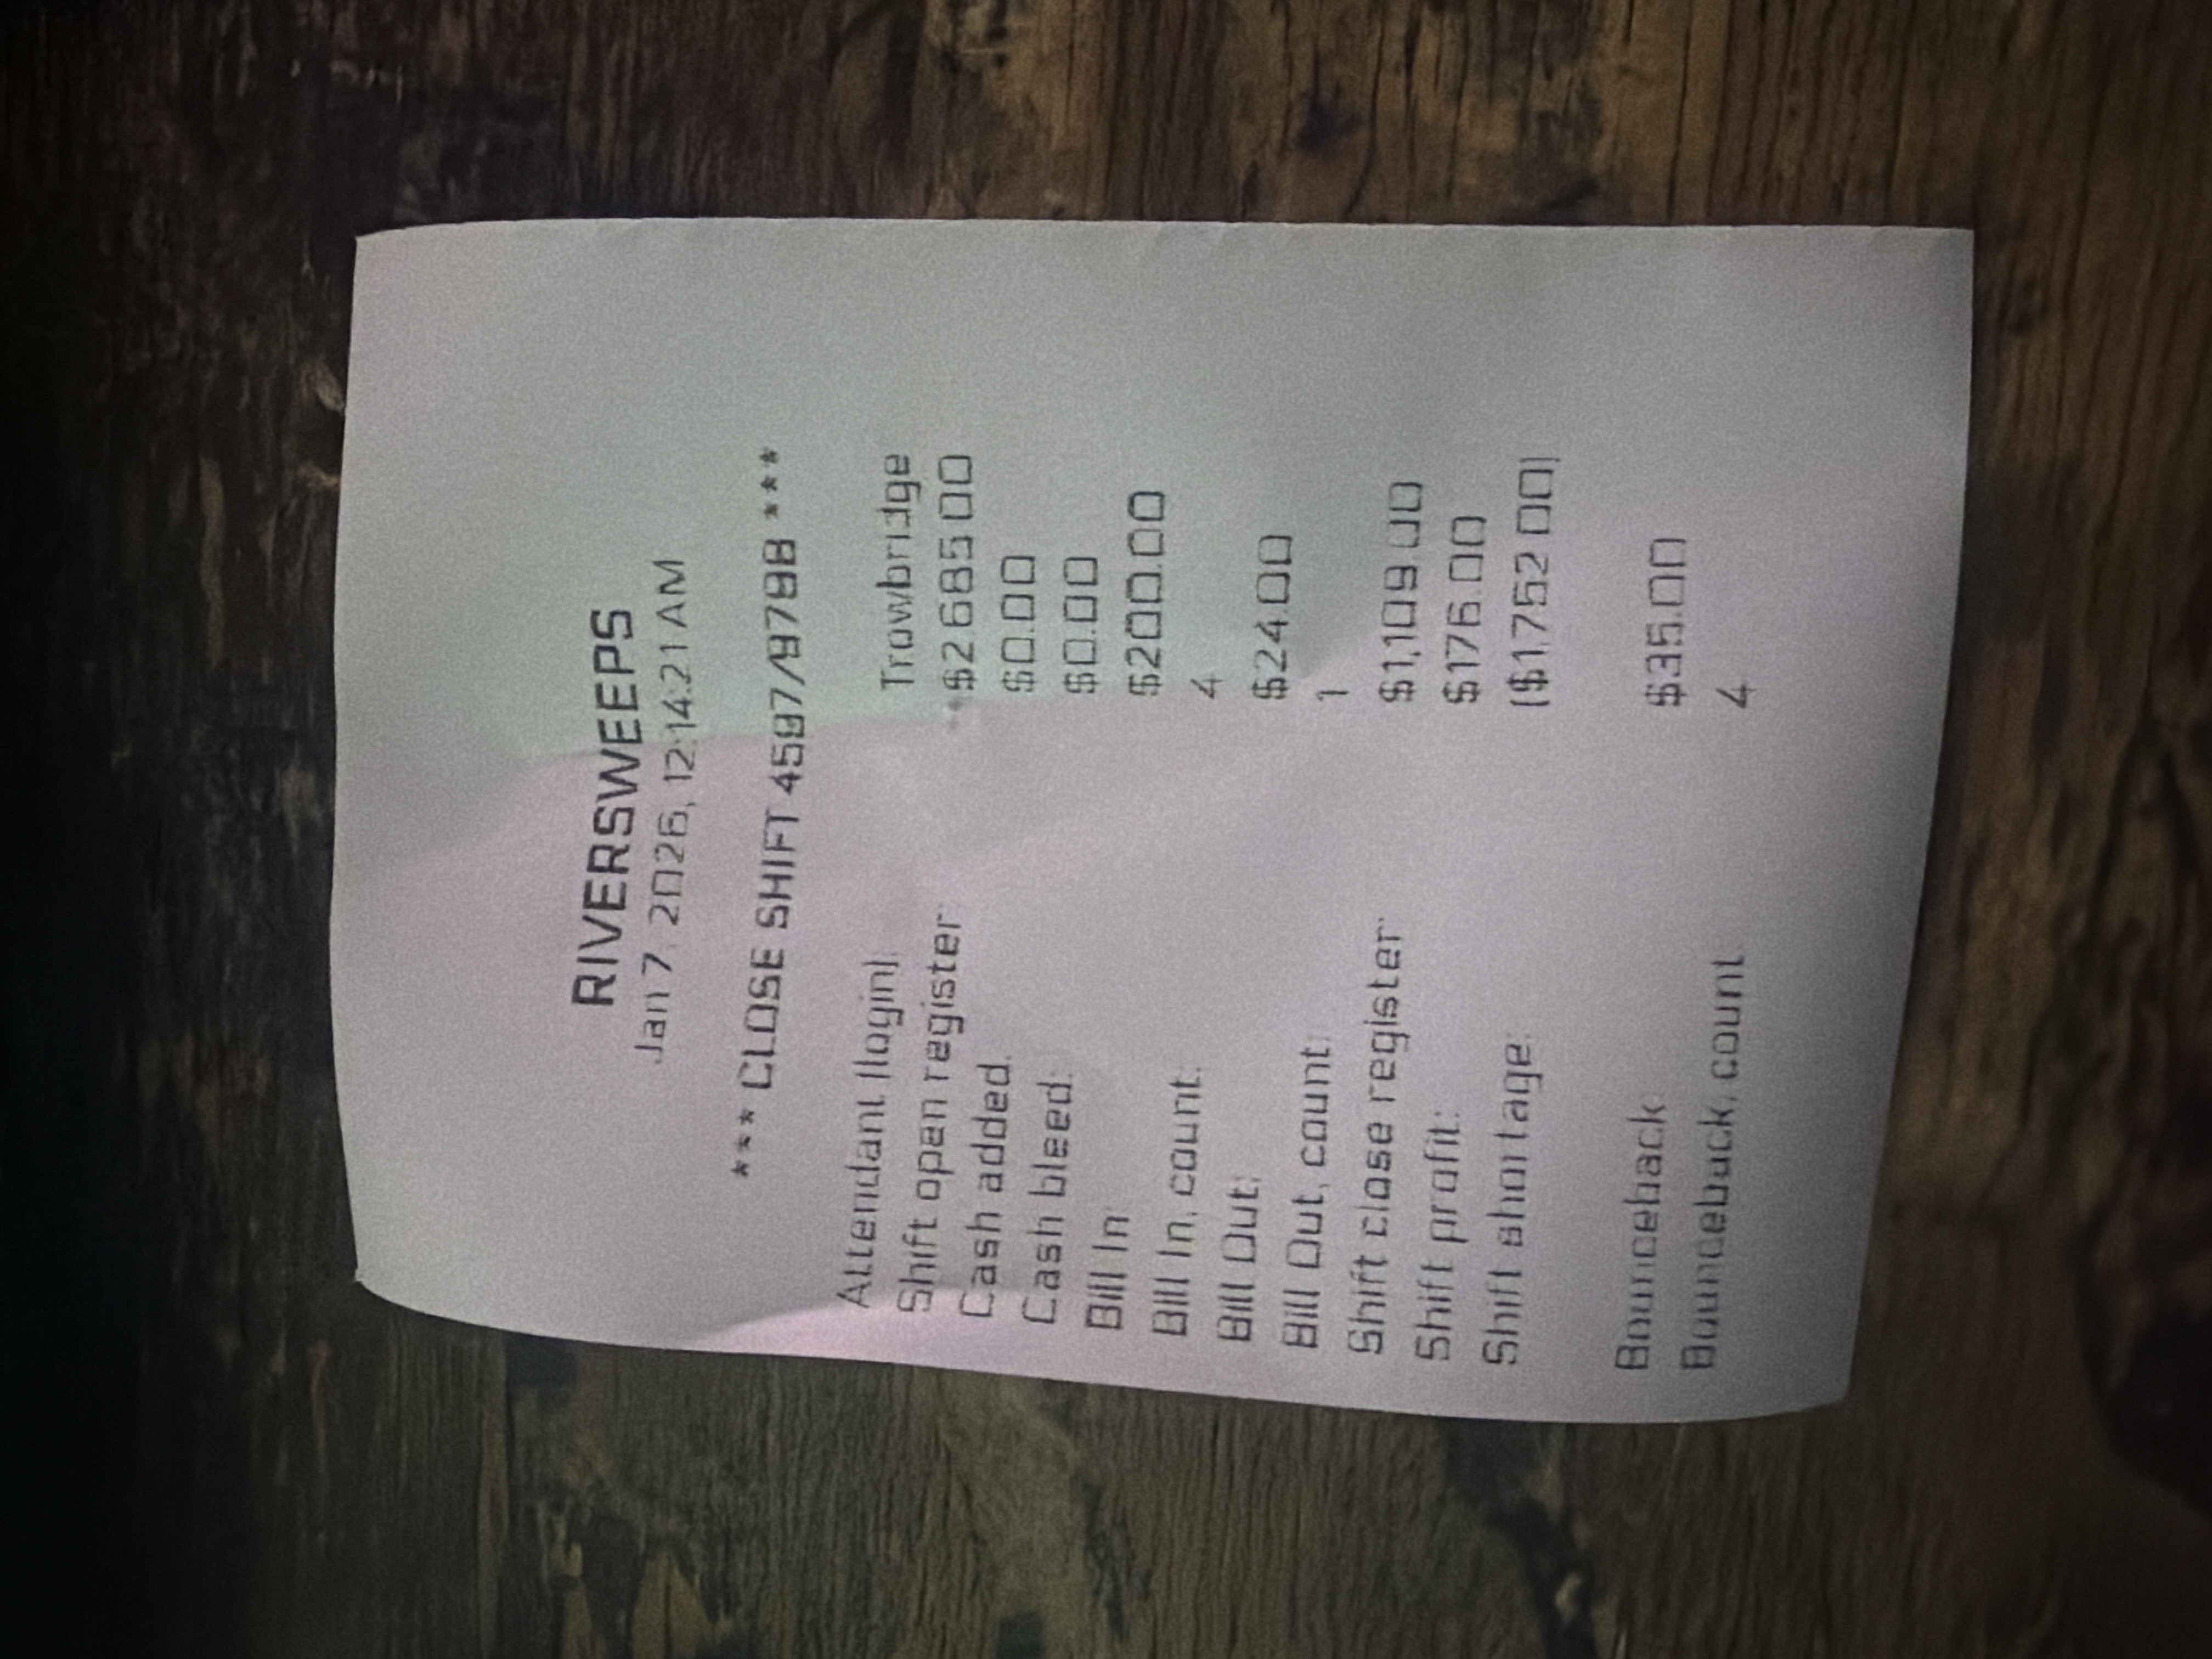 RIVERSWEEPS
Jan 7, 2026, 12:14:21 AM
*** CLOSE SHIFT 4597/9798 ***
Attendant (login): Trowbridge
Shift open register: $2685.00
Cash added: $0.00
Cash bleed: $0.00
Bill In: $200.00
Bill In, count: 4
Bill Out: $24.00
Bill Out, count: 1
Shift close register: $1,109.00
Shift profit: $176.00
Shift shortage: ($1,752.00)
Bounceback $35.00
Bounceback, count 4